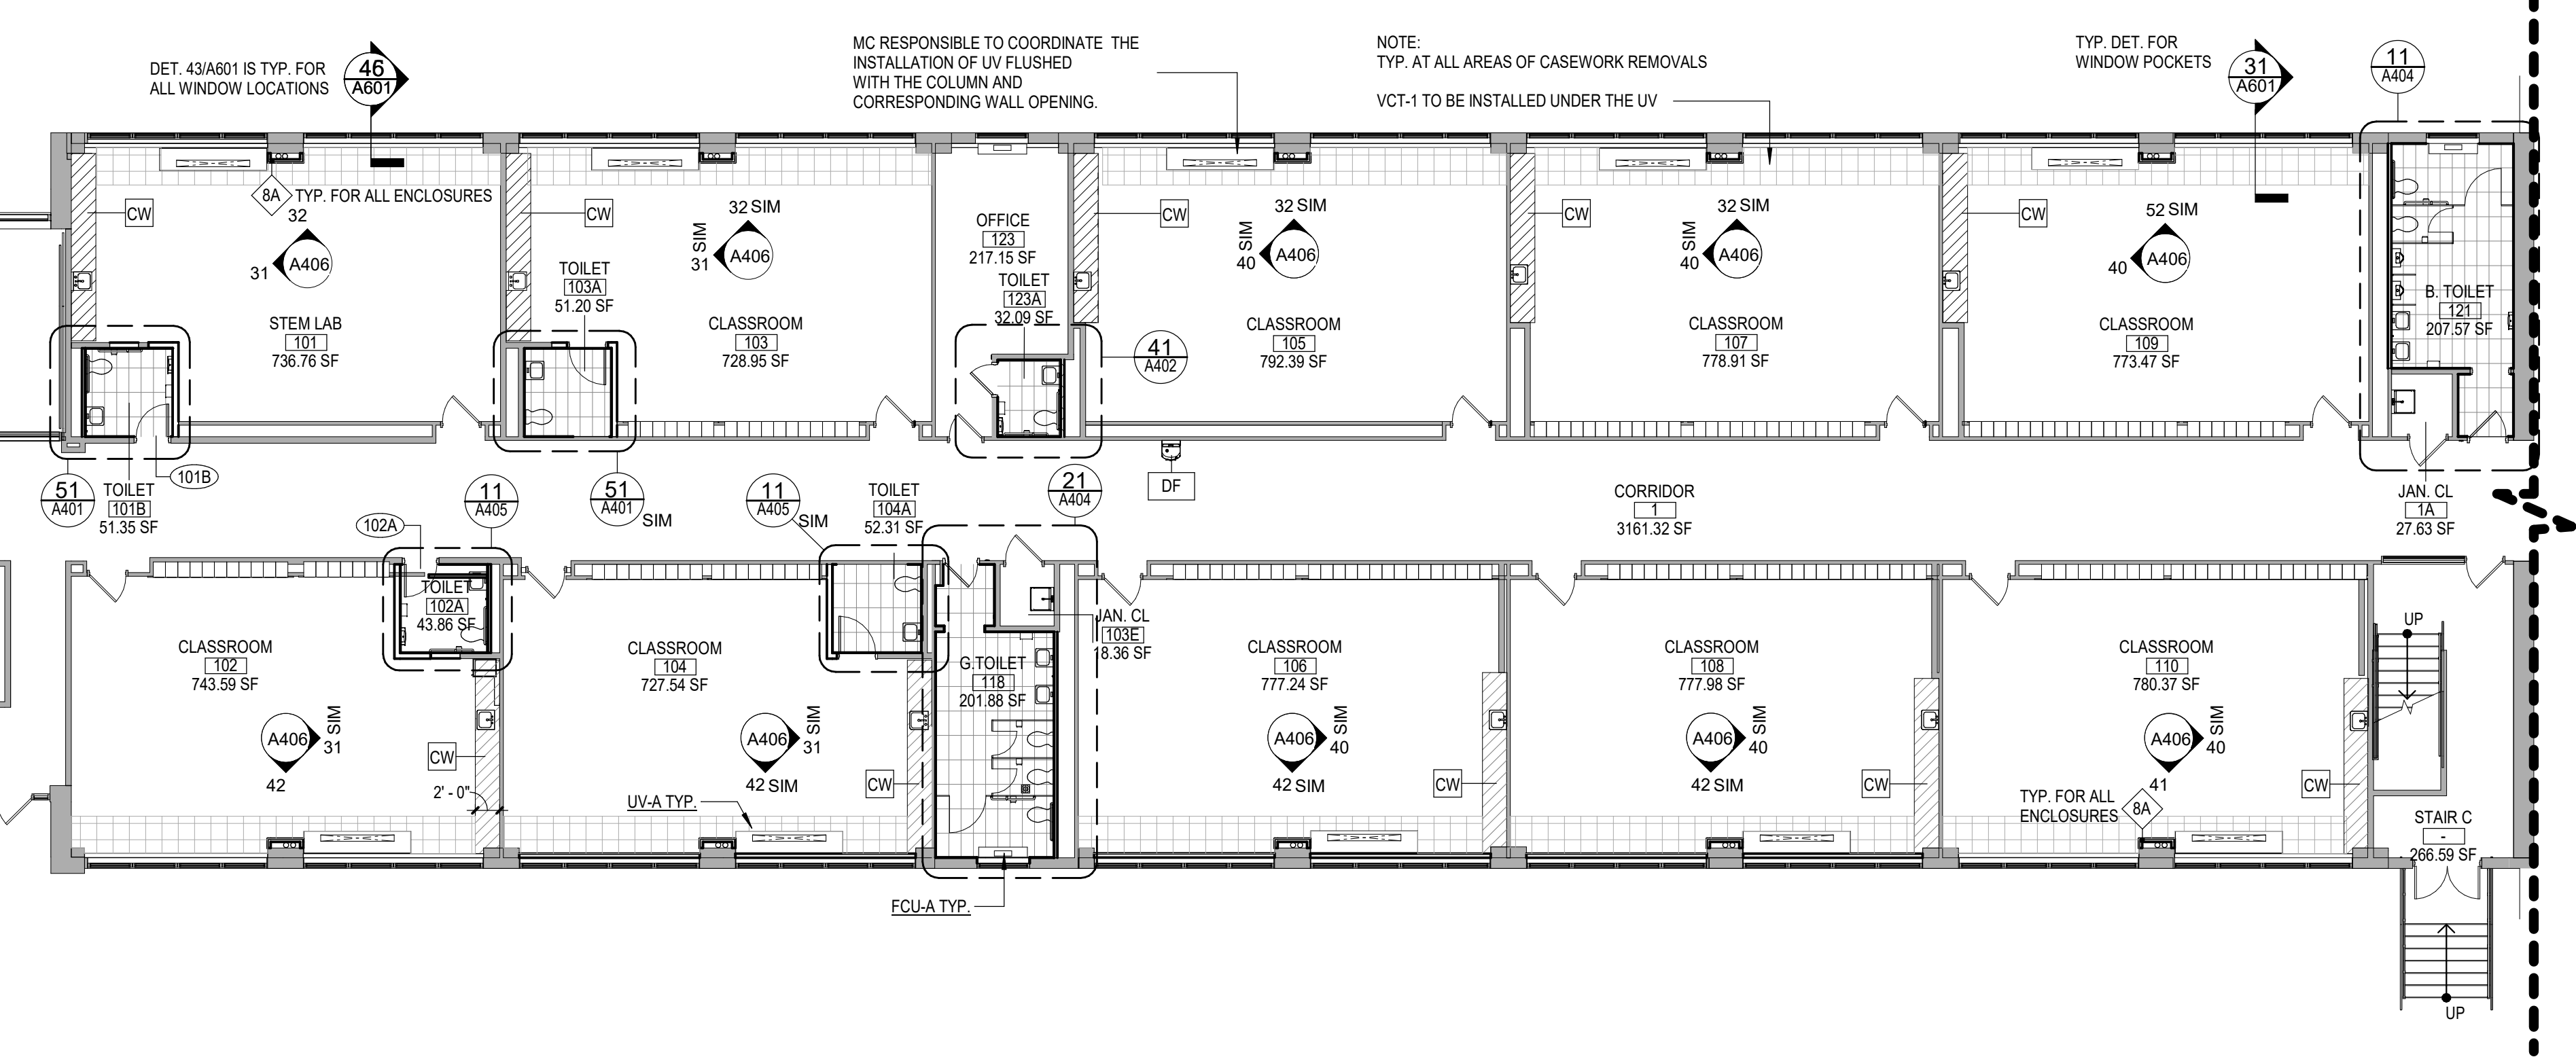 DET. 43/A601 IS TYP. FOR
ALL WINDOW LOCATIONS
46
A601
MC RESPONSIBLE TO COORDINATE THE
INSTALLATION OF UV FLUSHED
WITH THE COLUMN AND
CORRESPONDING WALL OPENING.
NOTE:
TYP. AT ALL AREAS OF CASEWORK REMOVALS
VCT-1 TO BE INSTALLED UNDER THE UV
TYP. DET. FOR
WINDOW POCKETS
31
A601
11
A404
8A
TYP. FOR ALL ENCLOSURES
CW
32
31
A406
STEM LAB
101
736.76 SF
CW
32 SIM
31 SIM
A406
TOILET
103A
51.20 SF
CLASSROOM
103
728.95 SF
OFFICE
123
217.15 SF
TOILET
123A
32.09 SF
CW
32 SIM
40 SIM
A406
CLASSROOM
105
792.39 SF
41
A402
CW
32 SIM
40 SIM
A406
CLASSROOM
107
778.91 SF
CW
52 SIM
40
A406
CLASSROOM
109
773.47 SF
B. TOILET
121
207.57 SF
51
A401
TOILET
101B
51.35 SF
101B
102A
11
A405
51
A401
SIM
11
A405
SIM
TOILET
104A
52.31 SF
21
A404
DF
CORRIDOR
1
3161.32 SF
JAN. CL
1A
27.63 SF
TOILET
102A
43.86 SF
CLASSROOM
102
743.59 SF
A406
31 SIM
42
CW
2' - 0"
CLASSROOM
104
727.54 SF
A406
31 SIM
42 SIM
UV-A TYP.
CW
G.TOILET
118
201.88 SF
JAN. CL
103E
18.36 SF
FCU-A TYP.
CLASSROOM
106
777.24 SF
A406
40 SIM
42 SIM
CW
CLASSROOM
108
777.98 SF
A406
40 SIM
42 SIM
CW
CLASSROOM
110
780.37 SF
A406
40 SIM
41
TYP. FOR ALL
ENCLOSURES
8A
CW
UP
STAIR C
-
266.59 SF
UP